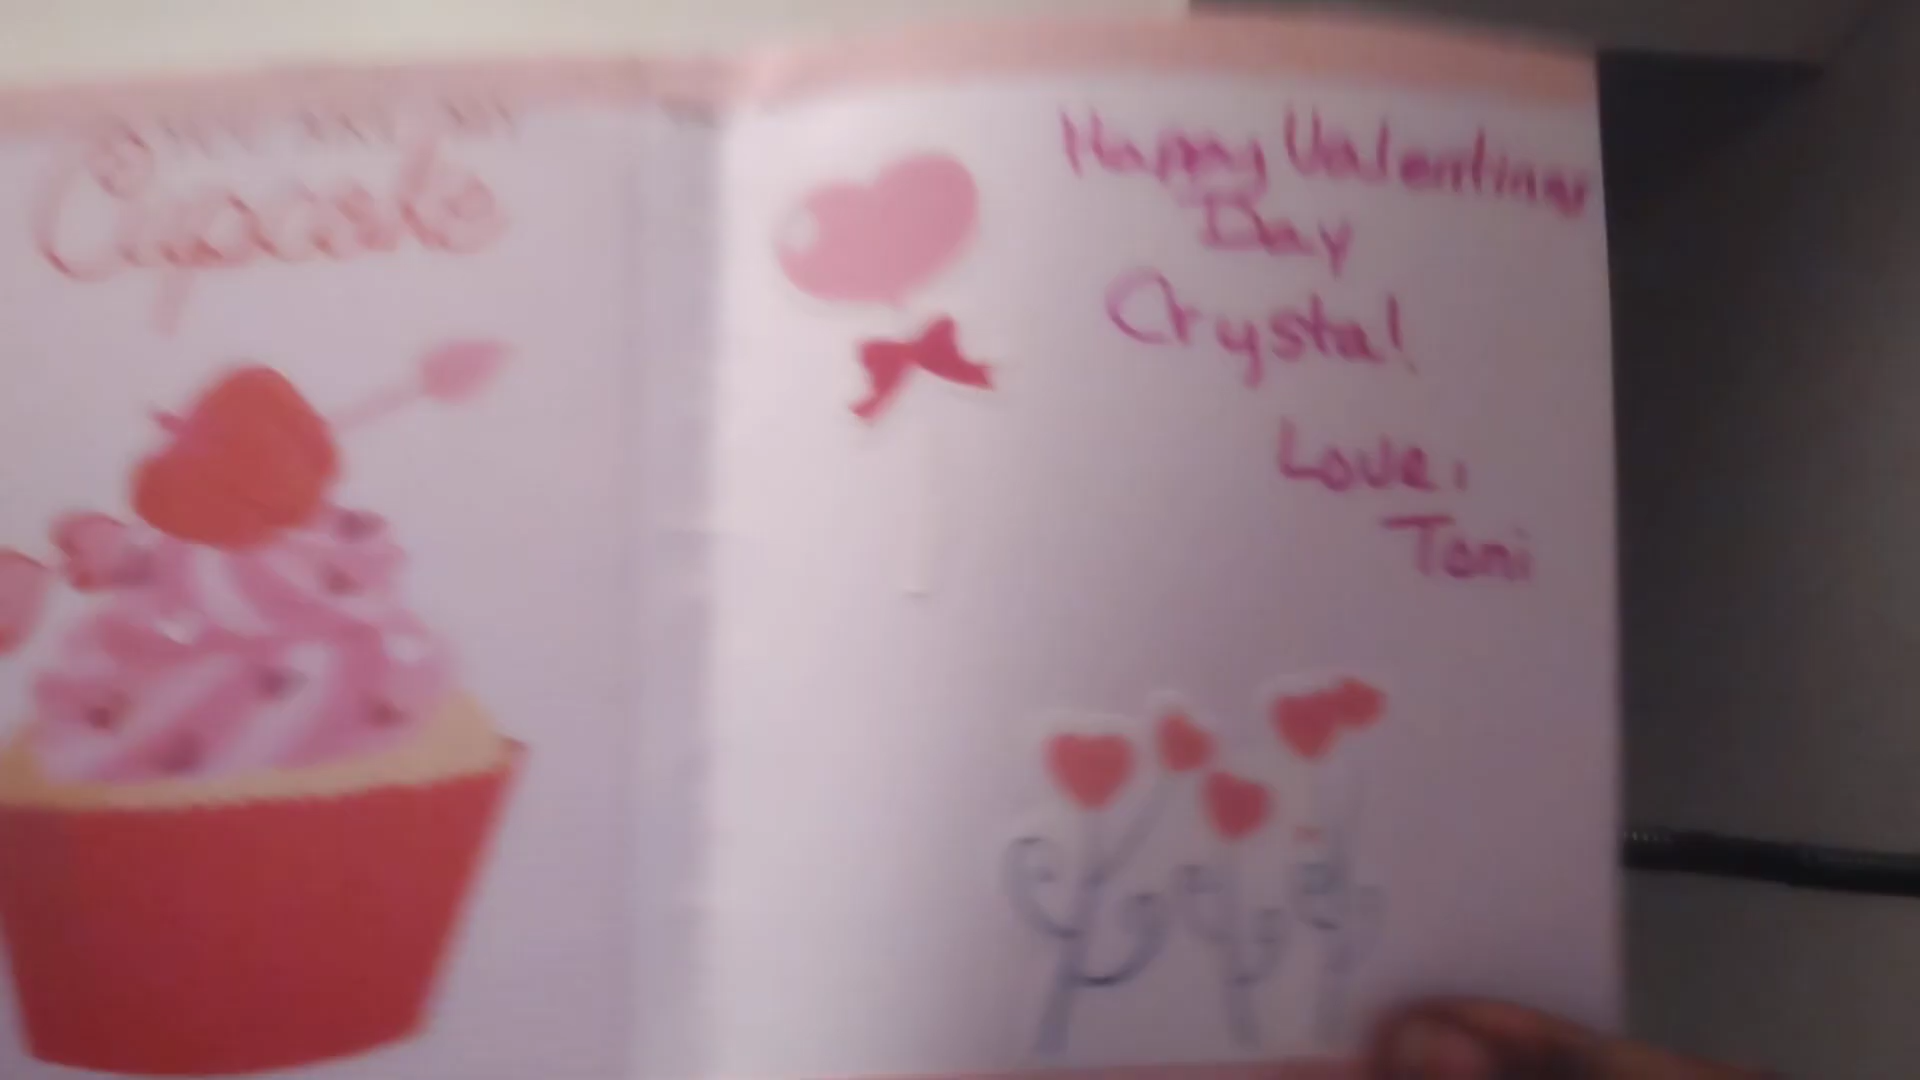 Cupcake
Happy Valentines
Day
Crystal
Love,
Toni